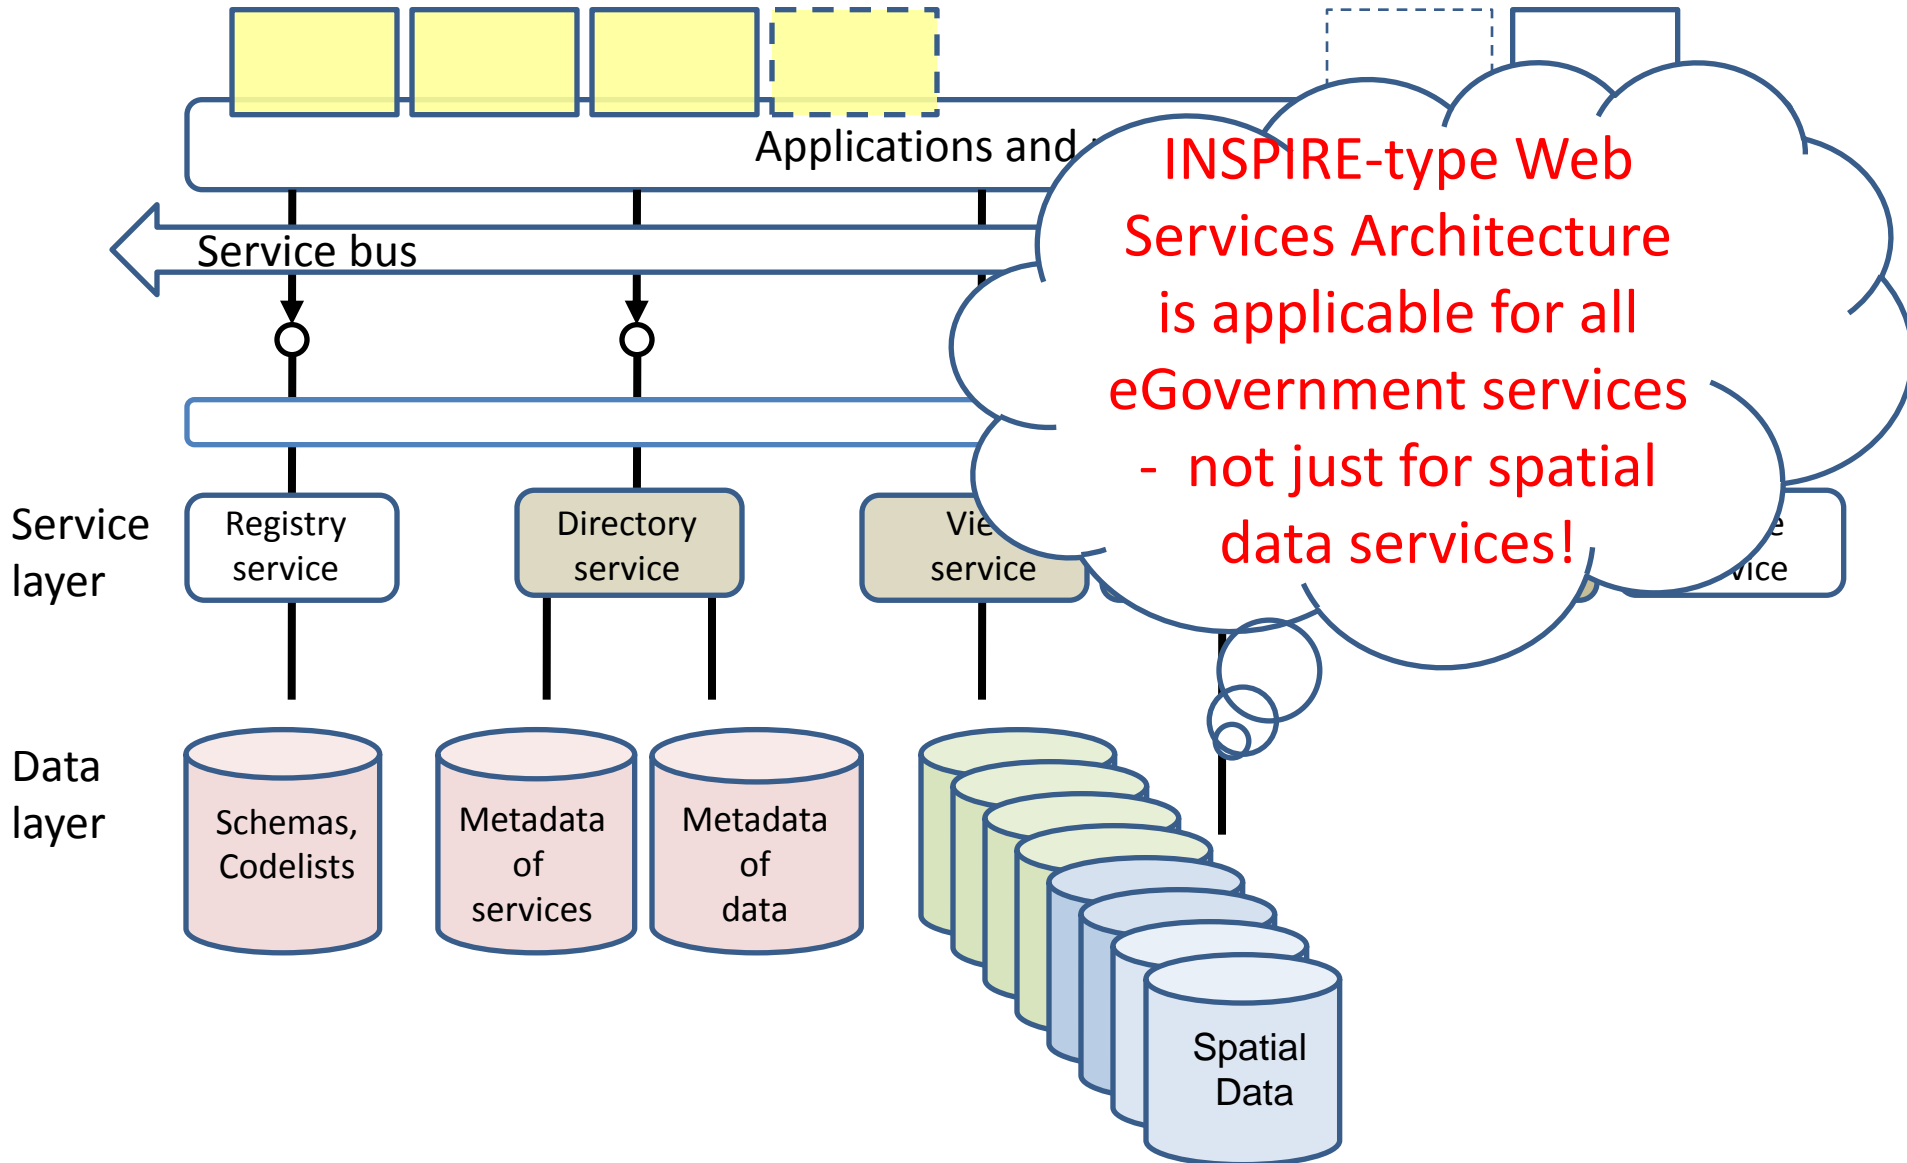 Applications and
INSPIRE-type Web
Services Architecture
is applicable for all
eGovernment services
- not just for spatial
data services!
Service bus
Service
layer
Registry
service
Directory
service
service
Data
layer
Schemas,
Codelists
Metadata
of
services
Metadata
of
data
Spatial
Data